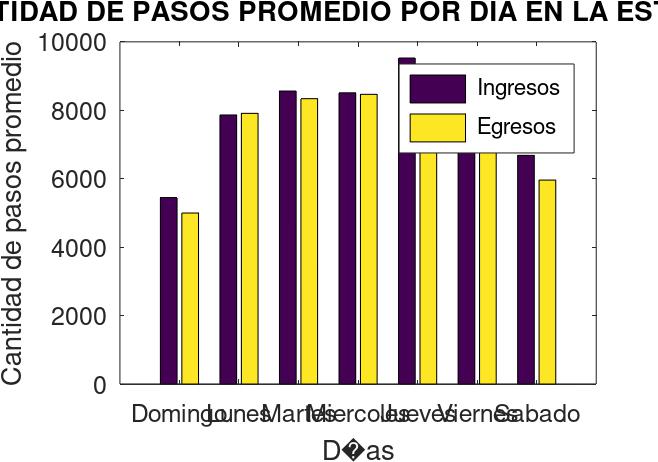 TIDAD DE PASOS PROMEDIO POR DIA EN LA EST
Cantidad de pasos promedio
10000
8000
6000
4000
2000
0
Ingresos
Egresos
Domingo Lunes Martes Miercoles Jueves Viernes Sabado
D�as